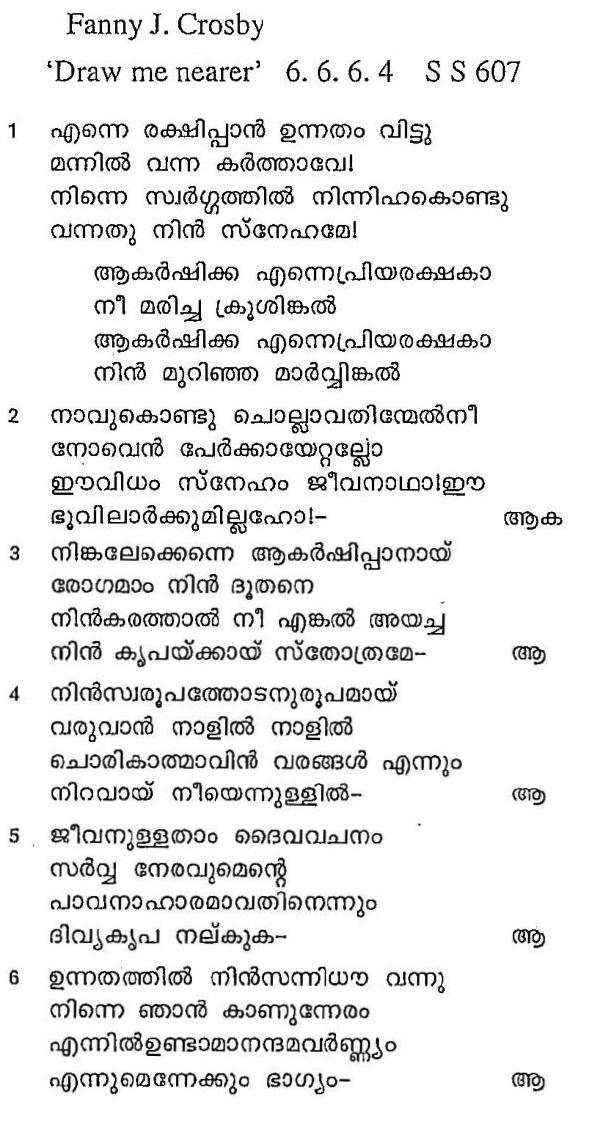 Fanny J. Crosby
‘Draw me nearer’ 6. 6. 6. 4 S S 607
1 എന്നെ രക്ഷിപ്പാൻ ഉന്നതം വിട്ടു
മന്നിൽ വന്ന കർത്താവേ!
നിന്നെ സ്വർഗ്ഗത്തിൽ നിന്നിഹകൊണ്ടു
വന്നതു നിൻ സ്നേഹമേ!
ആകർഷിക്ക എന്നെപ്രിയരക്ഷകാ
നീ മരിച്ച ക്രൂശിങ്കൽ
ആകർഷിക്ക എന്നെപ്രിയരക്ഷകാ
നിൻ മുറിഞ്ഞ മാർവ്വിങ്കൽ
2 നാവുകൊണ്ടു ചൊല്ലാവതിന്മേൽനീ
നോവെൻ പേർക്കായേറ്റല്ലോ
ഈവിധം സ്നേഹം ജീവനാഥാ!ഈ
ഭൂവിലാർക്കുമില്ലഹോ!– ആക
3 നിങ്കലേക്കെന്നെ ആകർഷിപ്പാനായ്
രോഗമാം നിൻ ദൂതനെ
നിൻകരത്താൽ നീ എങ്കൽ അയച്ച
നിൻ കൃപയ്ക്കായ് സ്തോത്രമേ– ആ
4 നിൻസ്വരൂപത്തോടനുരൂപമായ്
വരുവാൻ നാളിൽ നാളിൽ
ചൊരികാത്മാവിൻ വരങ്ങൾ എന്നും
നിറവായ് നീയെന്നുള്ളിൽ– ആ
5 ജീവനുള്ളതാം ദൈവവചനം
സർവ്വ നേരവുമെന്റെ
പാവനാഹാരമാവതിനെന്നും
ദിവ്യകൃപ നല്കുക– ആ
6 ഉന്നതത്തിൽ നിൻസന്നിധൗ വന്നു
നിന്നെ ഞാൻ കാണുന്നേരം
എന്നിൽഉണ്ടാമാനന്ദമവർണ്ണ്യം
എന്നുമെന്നേക്കും ഭാഗ്യം– ആ